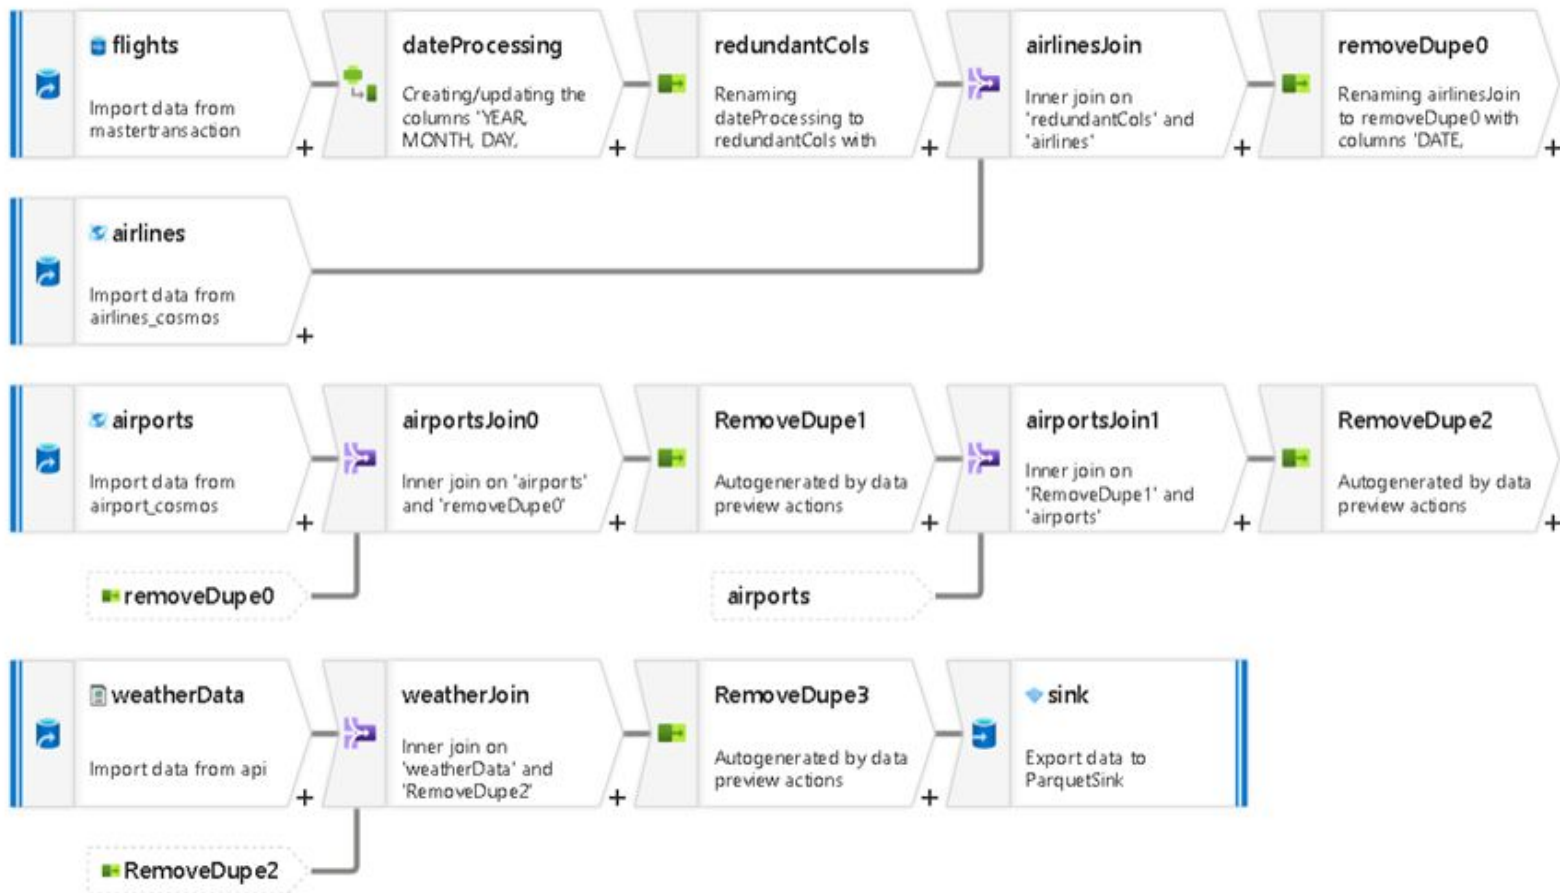 flights
Import data from
mastertransaction
dateProcessing
Creating/updating the
columns 'YEAR,
MONTH, DAY,
redundantCols
Renaming
dateProcessing to
redundantCols with
airlinesJoin
Inner join on
'redundantCols' and
'airlines'
removeDupe0
Renaming airlinesJoin
to removeDupe0 with
columns 'DATE,
airlines
Import data from
airlines_cosmos
airports
Import data from
airport_cosmos
airportsJoin0
Inner join on 'airports'
and 'removeDupe0'
RemoveDupe1
Autogenerated by data
preview actions
airportsJoin1
Inner join on
'RemoveDupe1' and
'airports'
RemoveDupe2
Autogenerated by data
preview actions
removeDupe0
airports
weatherData
Import data from api
weatherJoin
Inner join on
'weatherData' and
'RemoveDupe2'
RemoveDupe3
Autogenerated by data
preview actions
sink
Export data to
ParquetSink
RemoveDupe2